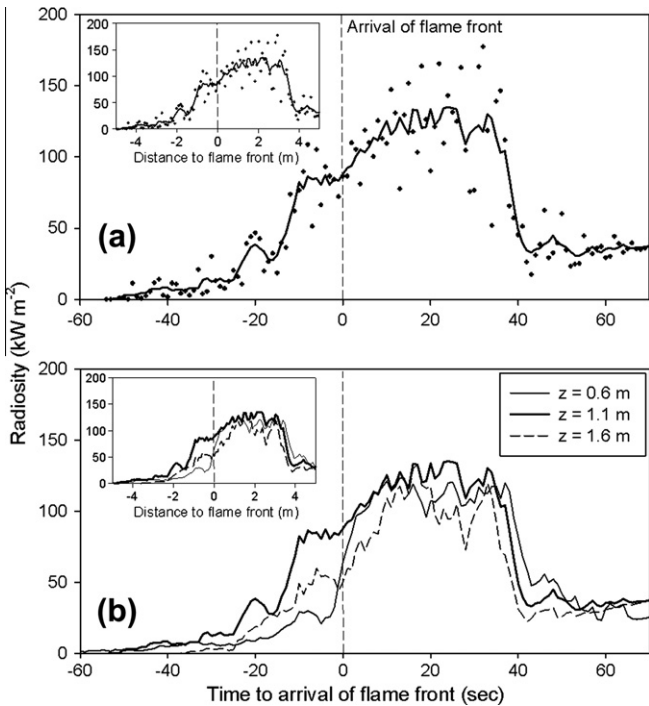 Radiosity (kW m-2)
200
150
100
50
0
200
150
100
50
0
-4 -2 0 2 4
Distance to flame front (m)
Arrival of flame front
(a)
-60 -40 -20 0 20 40 60
200
150
100
50
0
200
150
100
50
0
-4 -2 0 2 4
Distance to flame front (m)
z = 0.6 m
z = 1.1 m
z = 1.6 m
(b)
-60 -40 -20 0 20 40 60
Time to arrival of flame front (sec)